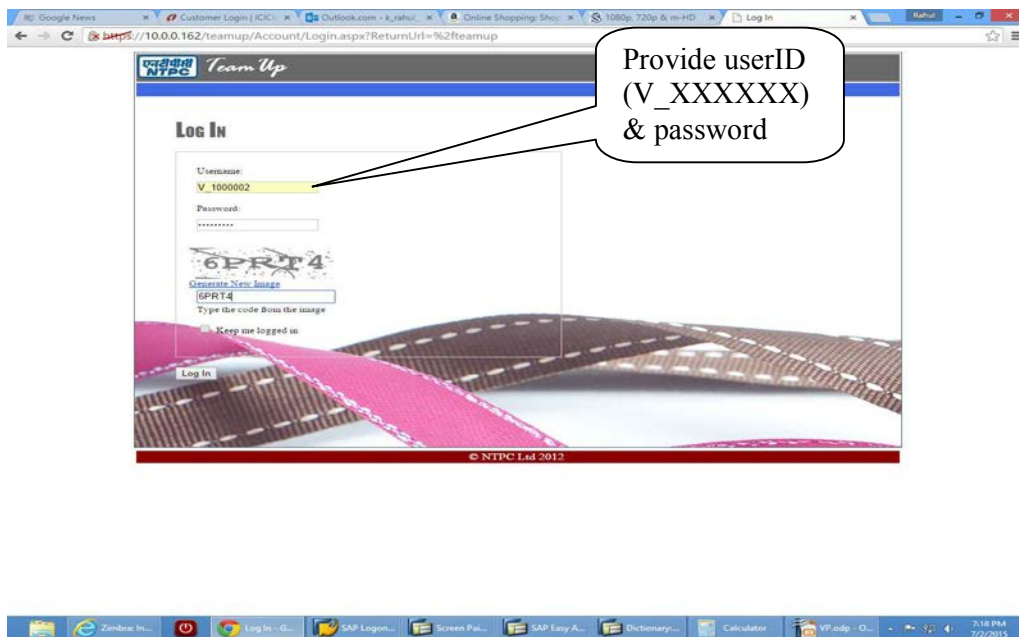 Google News
Customer Login | ICICI
Outlook.com - k_rahul_
Online Shopping: Shop
1080p, 720p & m-HD
Log In
Rahul
https://10.0.0.162/teamup/Account/Login.aspx?ReturnUrl=%2fteamup
एनटीपीसी
NTPC
Team Up
Provide userID
(V_XXXXXX)
& password
Log In
Username:
V_1000002
Password:
•••••••••
6PRT4
Generate New Image
6PRT4
Type the code from the image
Keep me logged in
Log In
© NTPC Ltd 2012
Zimbra: In...
Log In - G...
SAP Logon...
Screen Pai...
SAP Easy A...
Dictionary:...
Calculator
VP.odp - O...
7:10 PM
7/2/2015